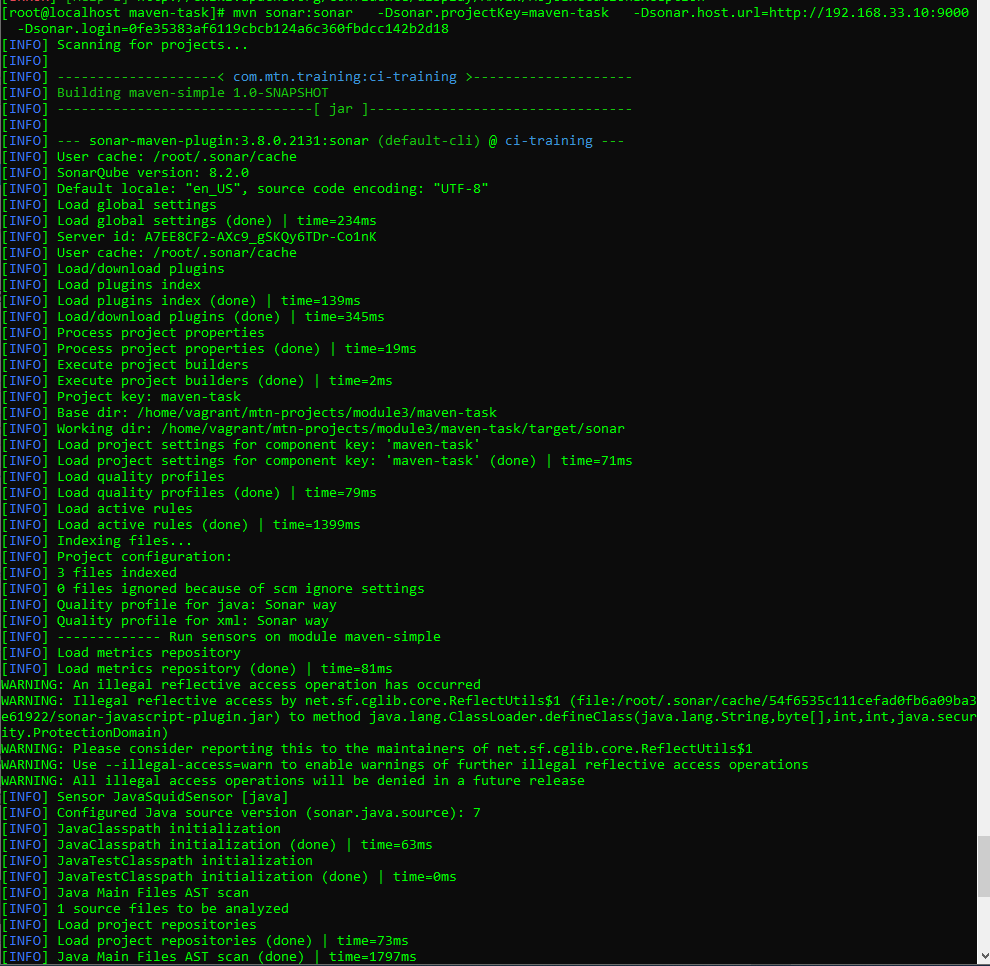 [root@localhost maven-task]# mvn sonar:sonar   -Dsonar.projectKey=maven-task   -Dsonar.host.url=http://192.168.33.10:9000
  -Dsonar.login=0fe35383af6119cbcb124a6c360fbdcc142b2d18
[INFO] Scanning for projects...
[INFO]
[INFO] --------------------< com.mtn.training:ci-training >--------------------
[INFO] Building maven-simple 1.0-SNAPSHOT
[INFO] --------------------------------[ jar ]---------------------------------
[INFO]
[INFO] --- sonar-maven-plugin:3.8.0.2131:sonar (default-cli) @ ci-training ---
[INFO] User cache: /root/.sonar/cache
[INFO] SonarQube version: 8.2.0
[INFO] Default locale: "en_US", source code encoding: "UTF-8"
[INFO] Load global settings
[INFO] Load global settings (done) | time=234ms
[INFO] Server id: A7EE8CF2-AXc9_gSKQy6TDr-Co1nK
[INFO] User cache: /root/.sonar/cache
[INFO] Load/download plugins
[INFO] Load plugins index
[INFO] Load plugins index (done) | time=139ms
[INFO] Load/download plugins (done) | time=345ms
[INFO] Process project properties
[INFO] Process project properties (done) | time=19ms
[INFO] Execute project builders
[INFO] Execute project builders (done) | time=2ms
[INFO] Project key: maven-task
[INFO] Base dir: /home/vagrant/mtn-projects/module3/maven-task
[INFO] Working dir: /home/vagrant/mtn-projects/module3/maven-task/target/sonar
[INFO] Load project settings for component key: 'maven-task'
[INFO] Load project settings for component key: 'maven-task' (done) | time=71ms
[INFO] Load quality profiles
[INFO] Load quality profiles (done) | time=79ms
[INFO] Load active rules
[INFO] Load active rules (done) | time=1399ms
[INFO] Indexing files...
[INFO] Project configuration:
[INFO] 3 files indexed
[INFO] 0 files ignored because of scm ignore settings
[INFO] Quality profile for java: Sonar way
[INFO] Quality profile for xml: Sonar way
[INFO] ------------- Run sensors on module maven-simple
[INFO] Load metrics repository
[INFO] Load metrics repository (done) | time=81ms
WARNING: An illegal reflective access operation has occurred
WARNING: Illegal reflective access by net.sf.cglib.core.ReflectUtils$1 (file:/root/.sonar/cache/54f6535c111cefad0fb6a09ba3
e61922/sonar-javascript-plugin.jar) to method java.lang.ClassLoader.defineClass(java.lang.String,byte[],int,int,java.secur
ity.ProtectionDomain)
WARNING: Please consider reporting this to the maintainers of net.sf.cglib.core.ReflectUtils$1
WARNING: Use --illegal-access=warn to enable warnings of further illegal reflective access operations
WARNING: All illegal access operations will be denied in a future release
[INFO] Sensor JavaSquidSensor [java]
[INFO] Configured Java source version (sonar.java.source): 7
[INFO] JavaClasspath initialization
[INFO] JavaClasspath initialization (done) | time=63ms
[INFO] JavaTestClasspath initialization
[INFO] JavaTestClasspath initialization (done) | time=0ms
[INFO] Java Main Files AST scan
[INFO] 1 source files to be analyzed
[INFO] Load project repositories
[INFO] Load project repositories (done) | time=73ms
[INFO] Java Main Files AST scan (done) | time=1797ms